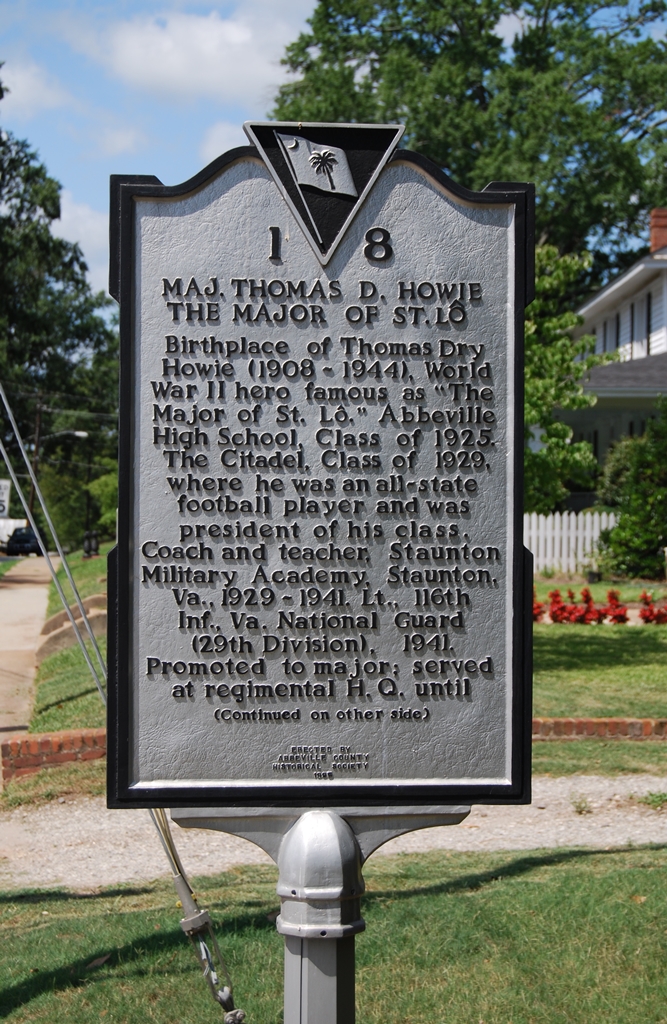 1 8
MAJ. THOMAS D. HOWIE
THE MAJOR OF ST. LÔ
Birthplace of Thomas Dry
Howie (1908 - 1944), World
War II hero famous as "The
Major of St. Lô." Abbeville
High School, Class of 1925.
The Citadel, Class of 1929,
where he was an all-state
football player and was
president of his class.
Coach and teacher, Staunton
Military Academy, Staunton,
Va., 1929 - 1941. Lt., 116th
Inf., Va. National Guard
(29th Division), 1941.
Promoted to major; served
at regimental H. Q. until
(Continued on other side)
ERECTED BY
ABBEVILLE COUNTY
HISTORICAL SOCIETY